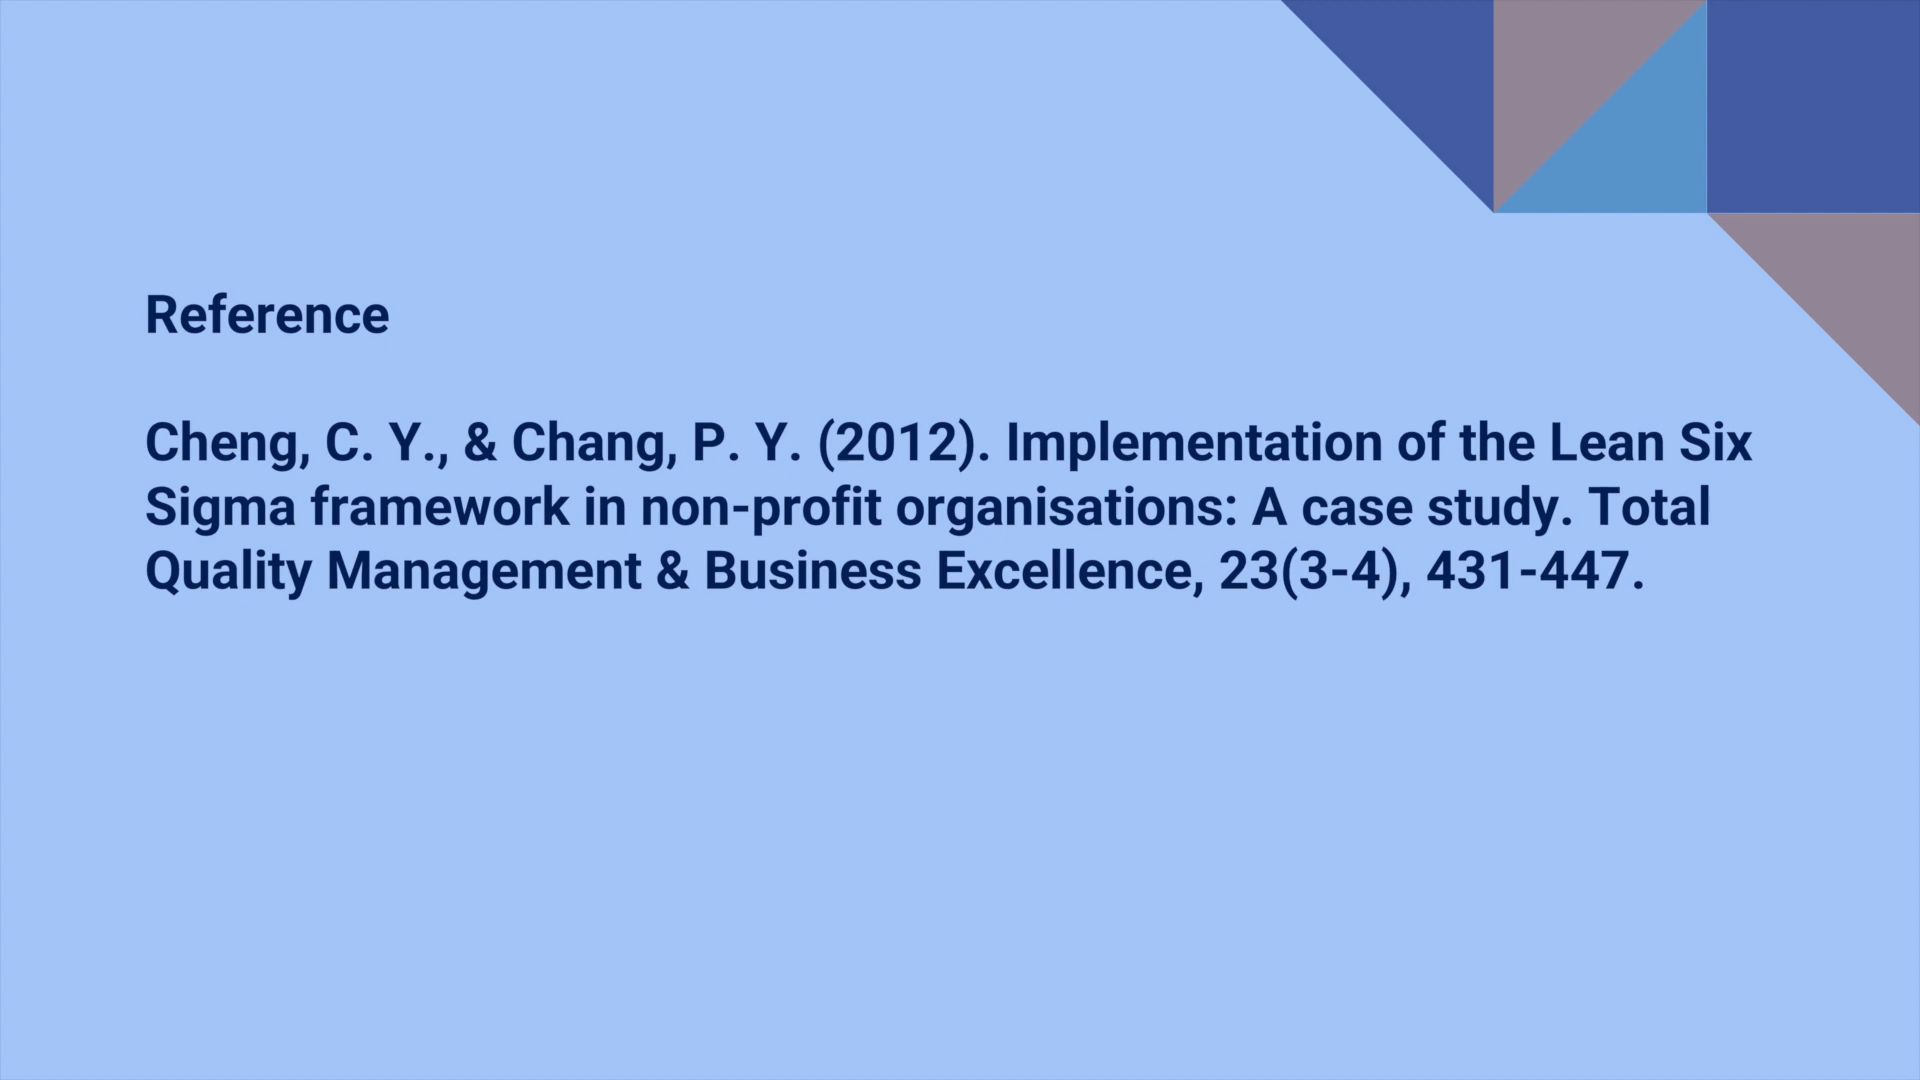 Reference
Cheng, C. Y., & Chang, P. Y. (2012). Implementation of the Lean Six
Sigma framework in non-profit organisations: A case study. Total
Quality Management & Business Excellence, 23(3-4), 431-447.